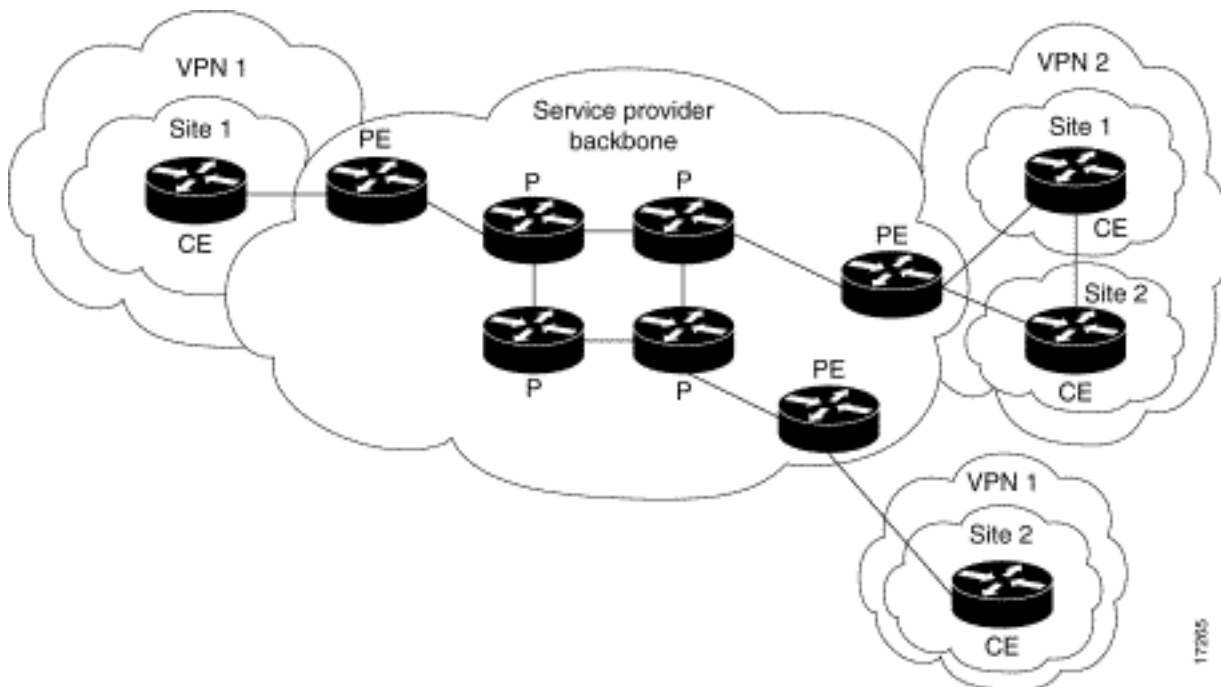 VPN 1
Site 1
CE
PE
Service provider
backbone
P
P
P
P
PE
PE
VPN 2
Site 1
CE
Site 2
CE
VPN 1
Site 2
CE
17265